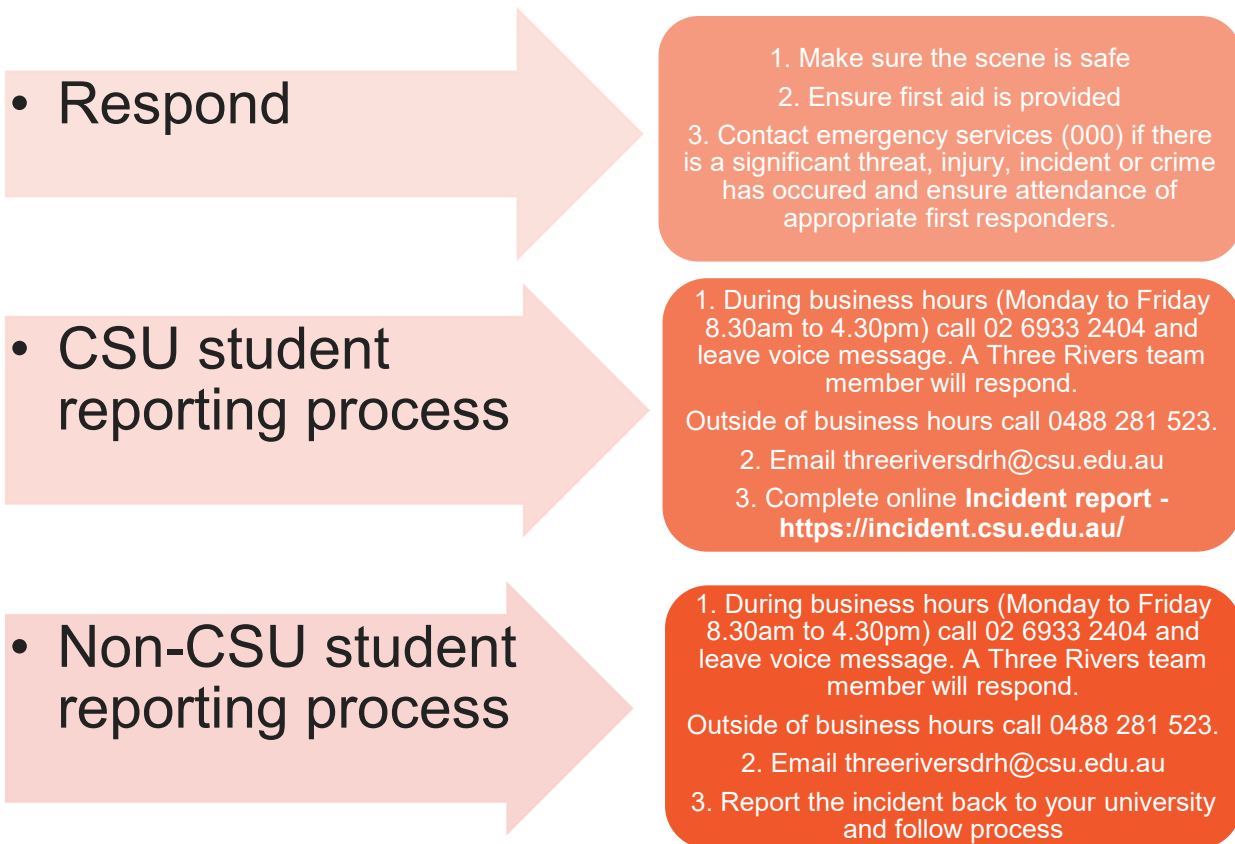 • Respond
1. Make sure the scene is safe
2. Ensure first aid is provided
3. Contact emergency services (000) if there
is a significant threat, injury, incident or crime
has occured and ensure attendance of
appropriate first responders.
• CSU student
reporting process
1. During business hours (Monday to Friday
8.30am to 4.30pm) call 02 6933 2404 and
leave voice message. A Three Rivers team
member will respond.
Outside of business hours call 0488 281 523.
2. Email threeriversdrh@csu.edu.au
3. Complete online Incident report -
https://incident.csu.edu.au/
• Non-CSU student
reporting process
1. During business hours (Monday to Friday
8.30am to 4.30pm) call 02 6933 2404 and
leave voice message. A Three Rivers team
member will respond.
Outside of business hours call 0488 281 523.
2. Email threeriversdrh@csu.edu.au
3. Report the incident back to your university
and follow process